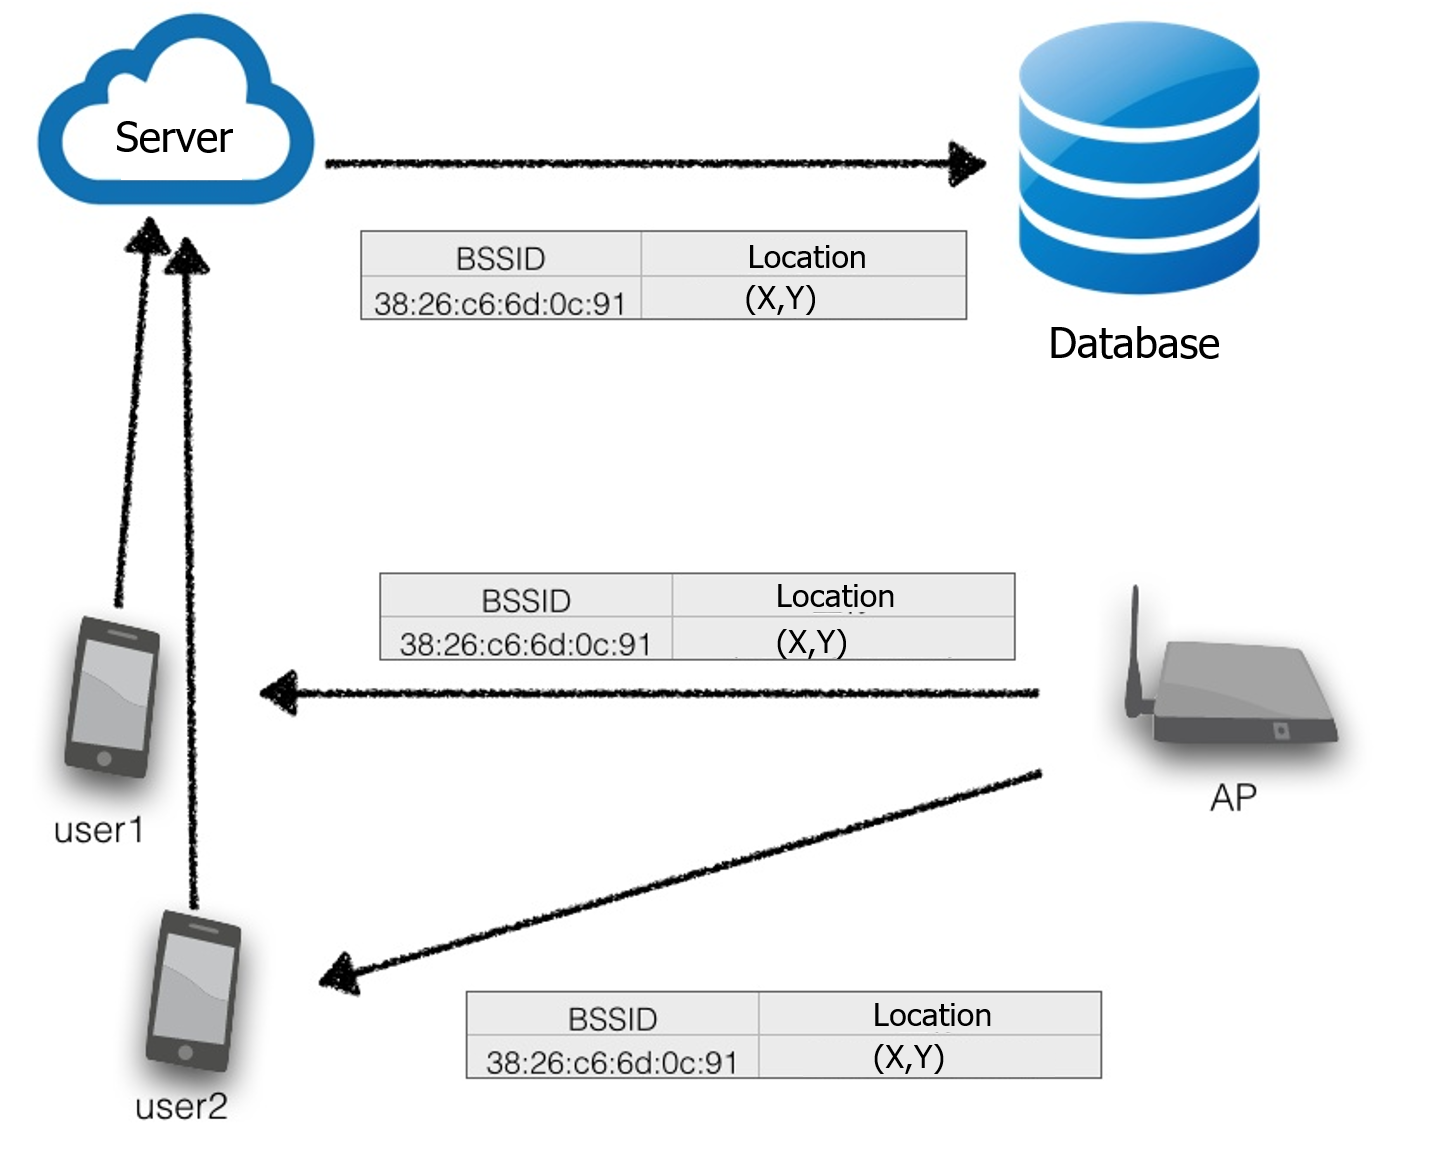 Server
BSSID Location
38:26:c6:6d:0c:91 (X,Y)
Database
BSSID Location
38:26:c6:6d:0c:91 (X,Y)
AP
user1
BSSID Location
38:26:c6:6d:0c:91 (X,Y)
user2